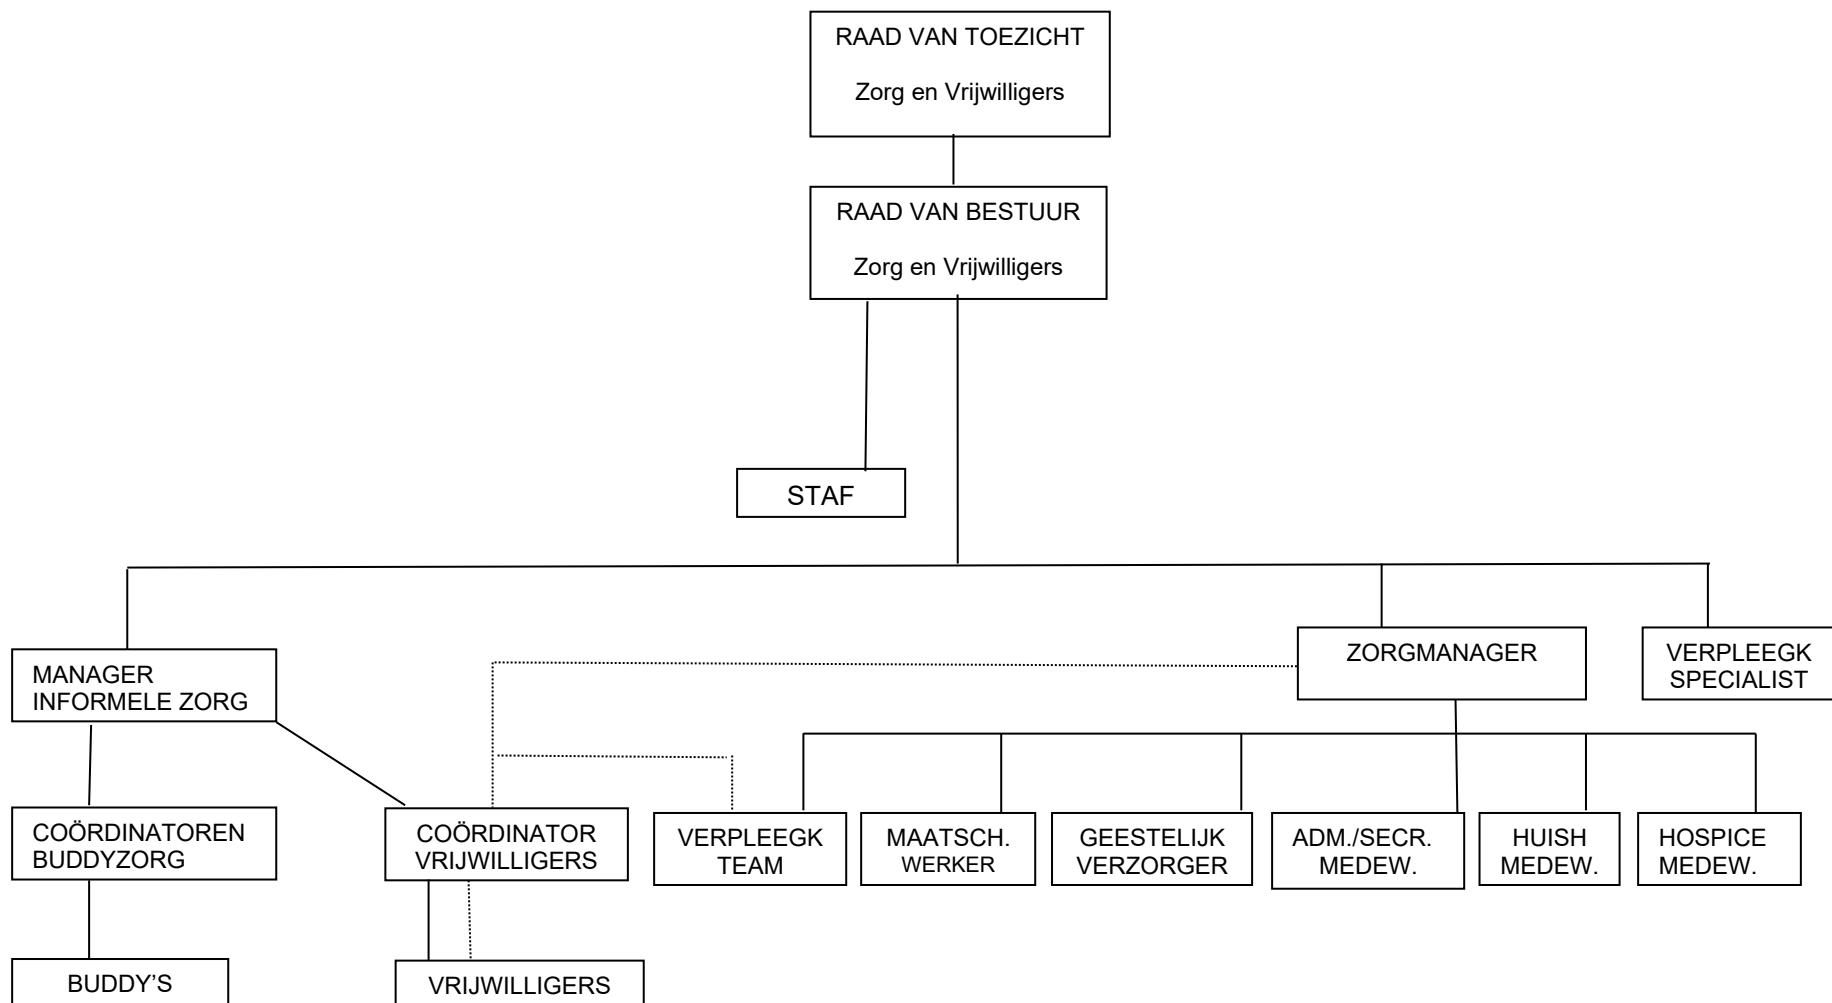 RAAD VAN TOEZICHT
Zorg en Vrijwilligers
RAAD VAN BESTUUR
Zorg en Vrijwilligers
STAF
MANAGER
INFORMELE ZORG
ZORGMANAGER
VERPLEEGK
SPECIALIST
COÖRDINATOREN
BUDDYZORG
COÖRDINATOR
VRIJWILLIGERS
VERPLEEGK
TEAM
MAATSCH.
WERKER
GEESTELIJK
VERZORGER
ADM./SECR.
MEDEW.
HUISH
MEDEW.
HOSPICE
MEDEW.
BUDDY’S
VRIJWILLIGERS